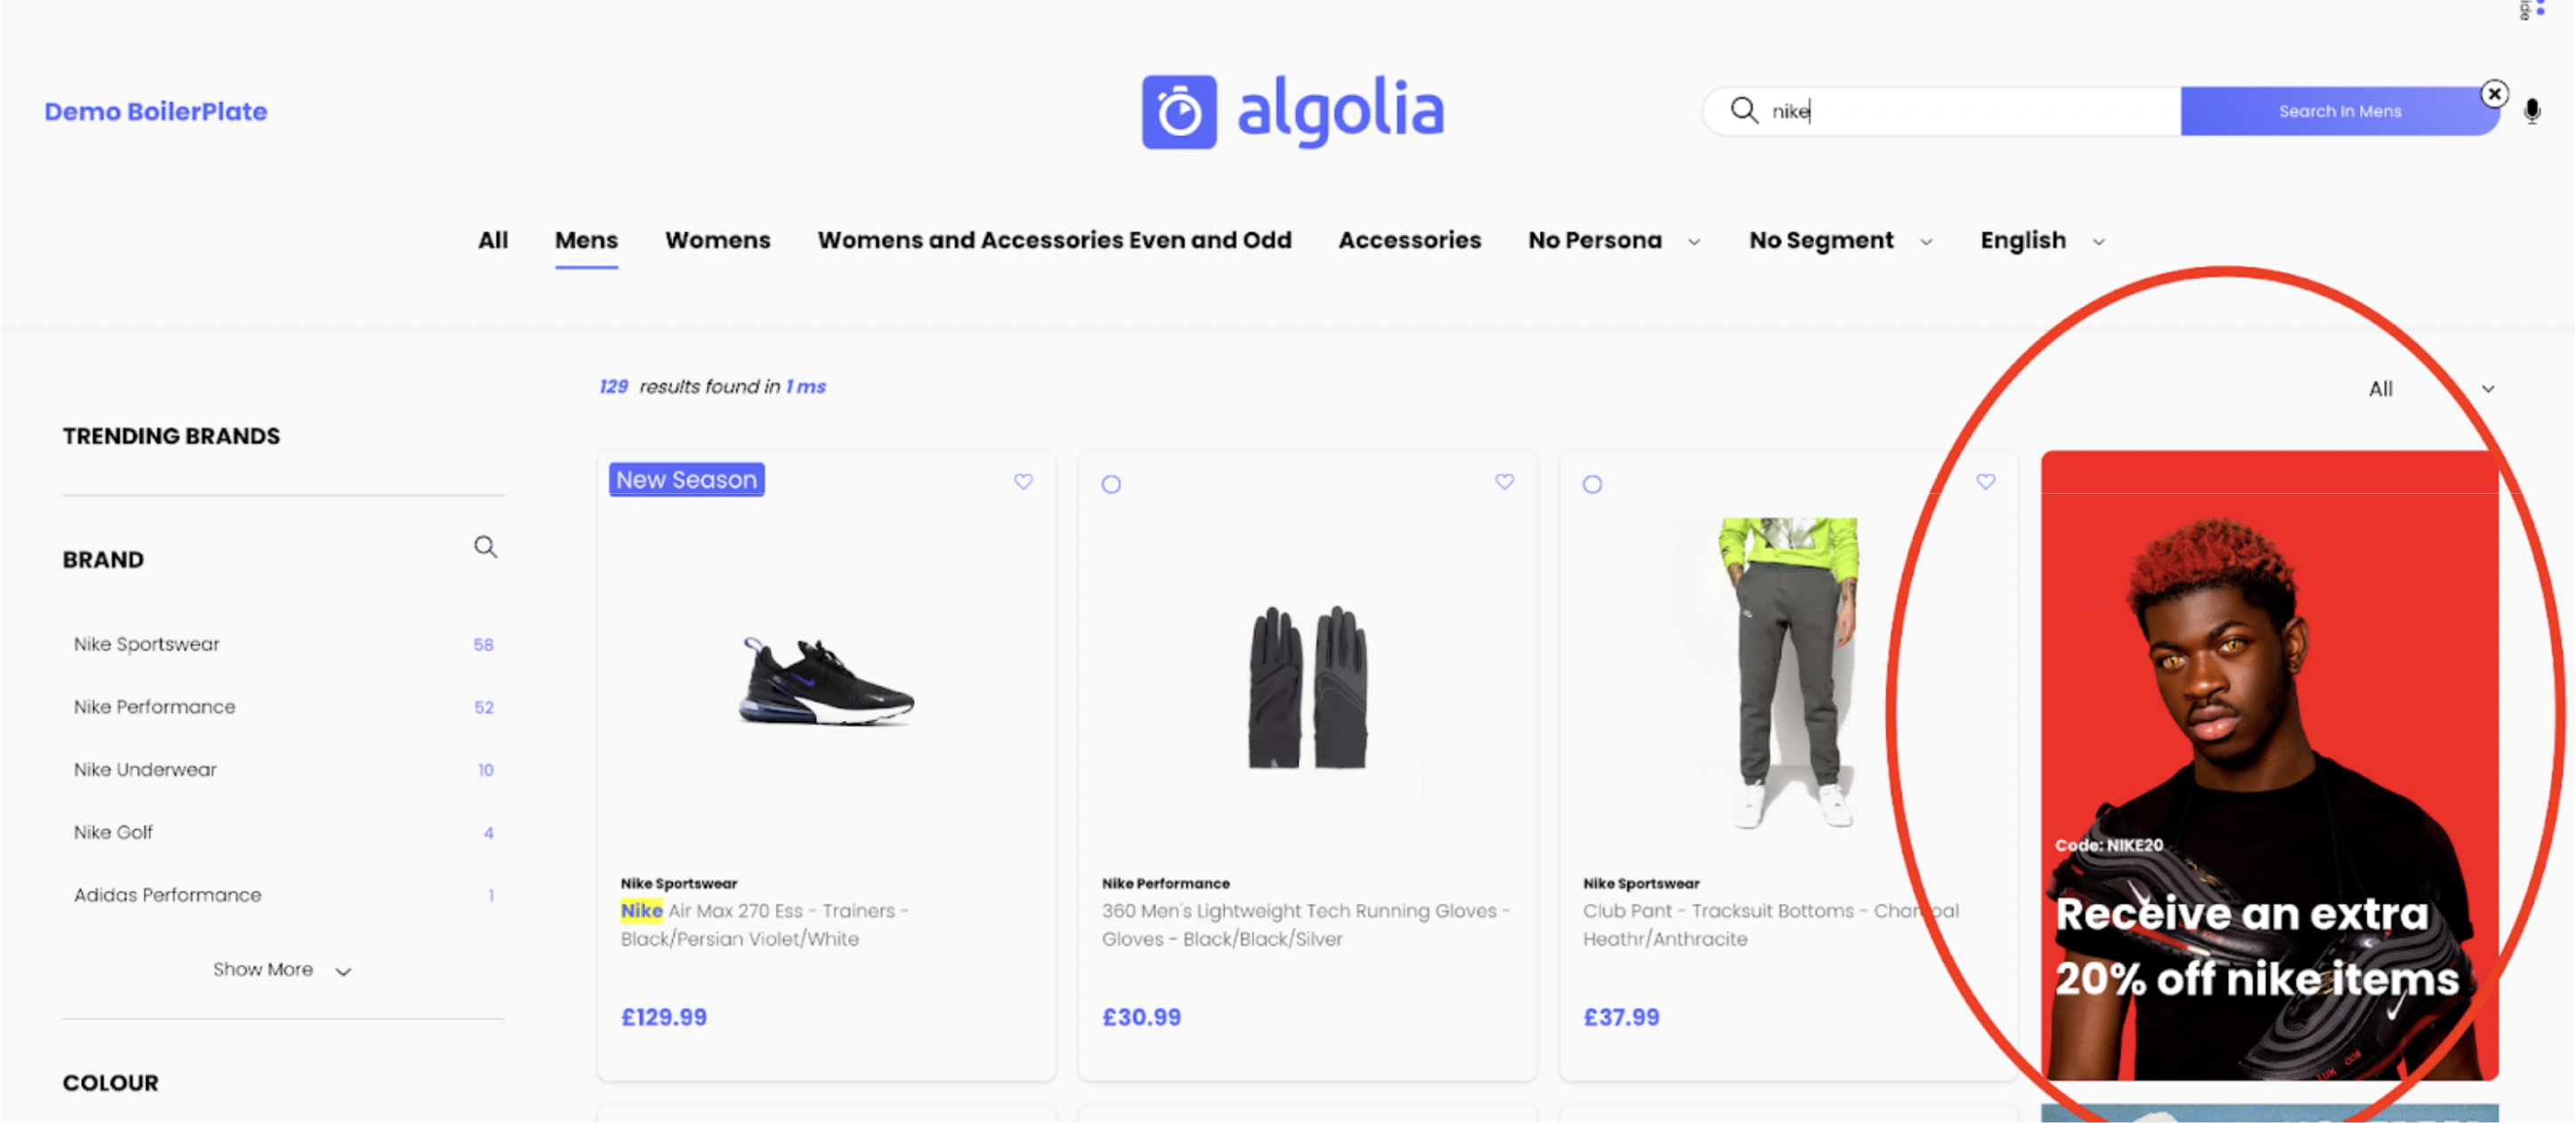 Demo BoilerPlate
algolia
nike
Search In Mens
All
Mens
Womens
Womens and Accessories Even and Odd
Accessories
No Persona
No Segment
English
129 results found in 1 ms
All
TRENDING BRANDS
BRAND
Nike Sportswear 58
Nike Performance 52
Nike Underwear 10
Nike Golf 4
Adidas Performance 1
Show More
COLOUR
New Season
Nike Sportswear
Nike Air Max 270 Ess - Trainers -
Black/Persian Violet/White
£129.99
Nike Performance
360 Men's Lightweight Tech Running Gloves -
Gloves - Black/Black/Silver
£30.99
Nike Sportswear
Club Pant - Tracksuit Bottoms - Charcoal
Heathr/Anthracite
£37.99
Code: NIKE20
Receive an extra
20% off nike items